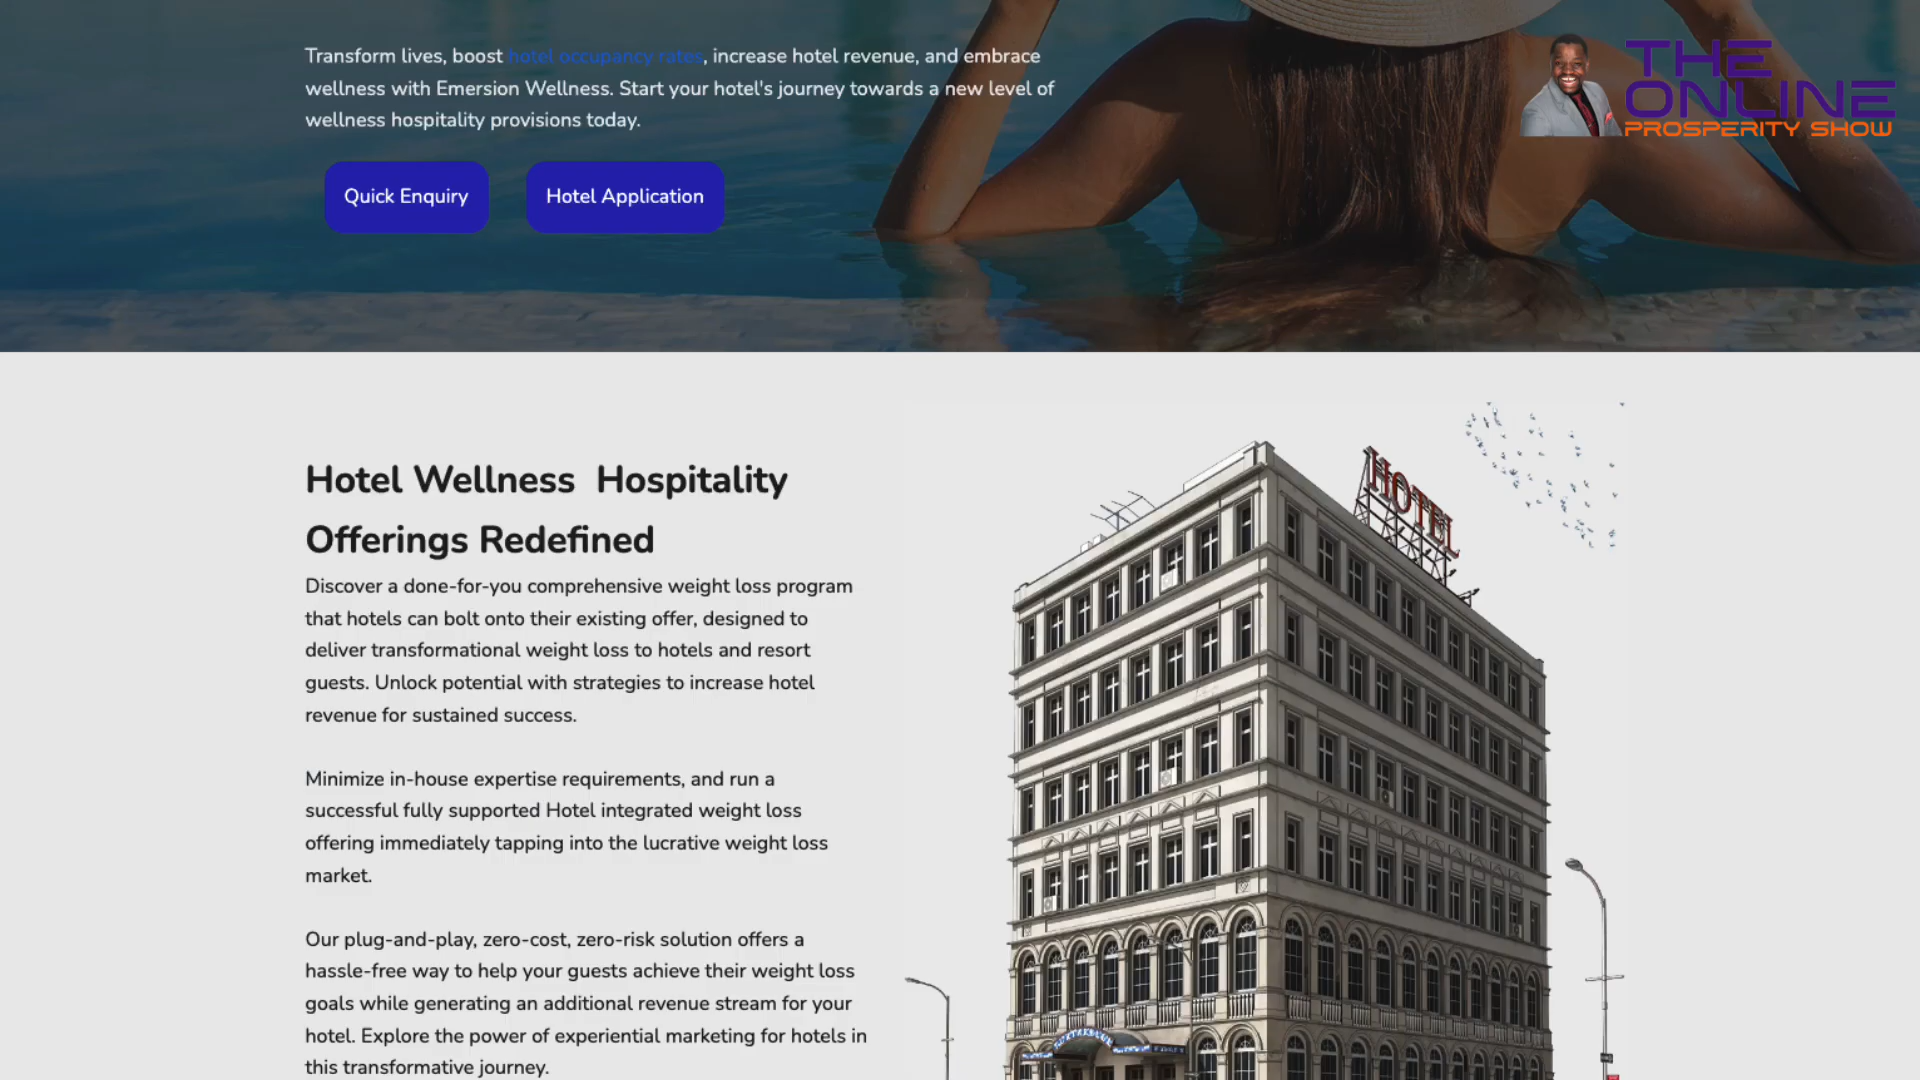 Transform lives, boost hotel occupancy rates, increase hotel revenue, and embrace
wellness with Emersion Wellness. Start your hotel's journey towards a new level of
wellness hospitality provisions today.
THE
ONLINE
PROSPERITY SHOW
Quick Enquiry
Hotel Application
Hotel Wellness Hospitality
Offerings Redefined
HOTEL
Discover a done-for-you comprehensive weight loss program
that hotels can bolt onto their existing offer, designed to
deliver transformational weight loss to hotels and resort
guests. Unlock potential with strategies to increase hotel
revenue for sustained success.
Minimize in-house expertise requirements, and run a
successful fully supported Hotel integrated weight loss
offering immediately tapping into the lucrative weight loss
market.
Our plug-and-play, zero-cost, zero-risk solution offers a
hassle-free way to help your guests achieve their weight loss
goals while generating an additional revenue stream for your
hotel. Explore the power of experiential marketing for hotels in
this transformative journey.